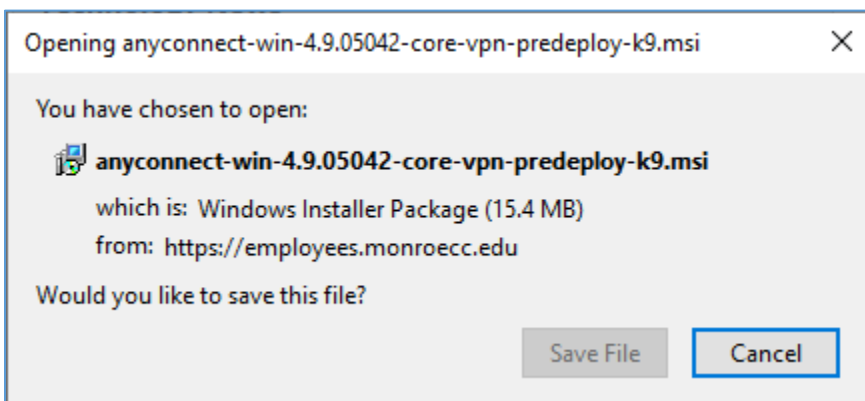 Opening anyconnect-win-4.9.05042-core-vpn-predeploy-k9.msi
You have chosen to open:
anyconnect-win-4.9.05042-core-vpn-predeploy-k9.msi
which is: Windows Installer Package (15.4 MB)
from: https://employees.monroecc.edu
Would you like to save this file?
Save File
Cancel